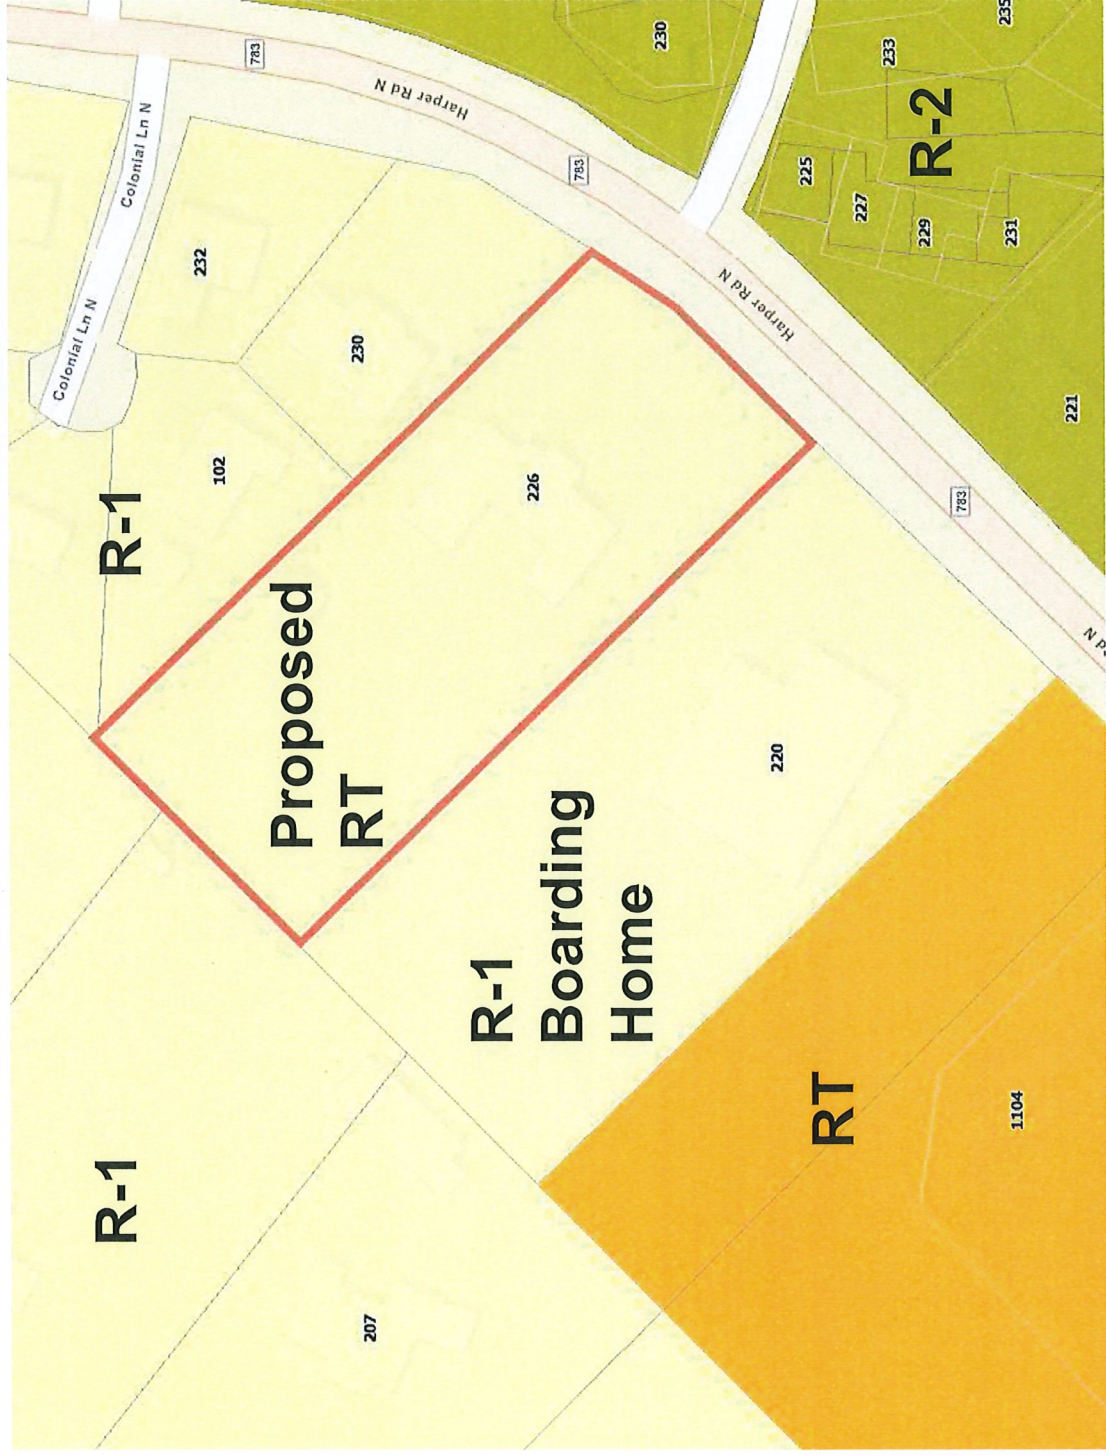 Colonial Ln N
R-1
R-1
Colonial Ln N
102
232
783
Proposed
RT
230
207
Harper Rd N
R-1
Boarding
Home
226
783
230
Harper Rd N
220
225
RT
227
233
229
R-2
783
235
231
1104
221